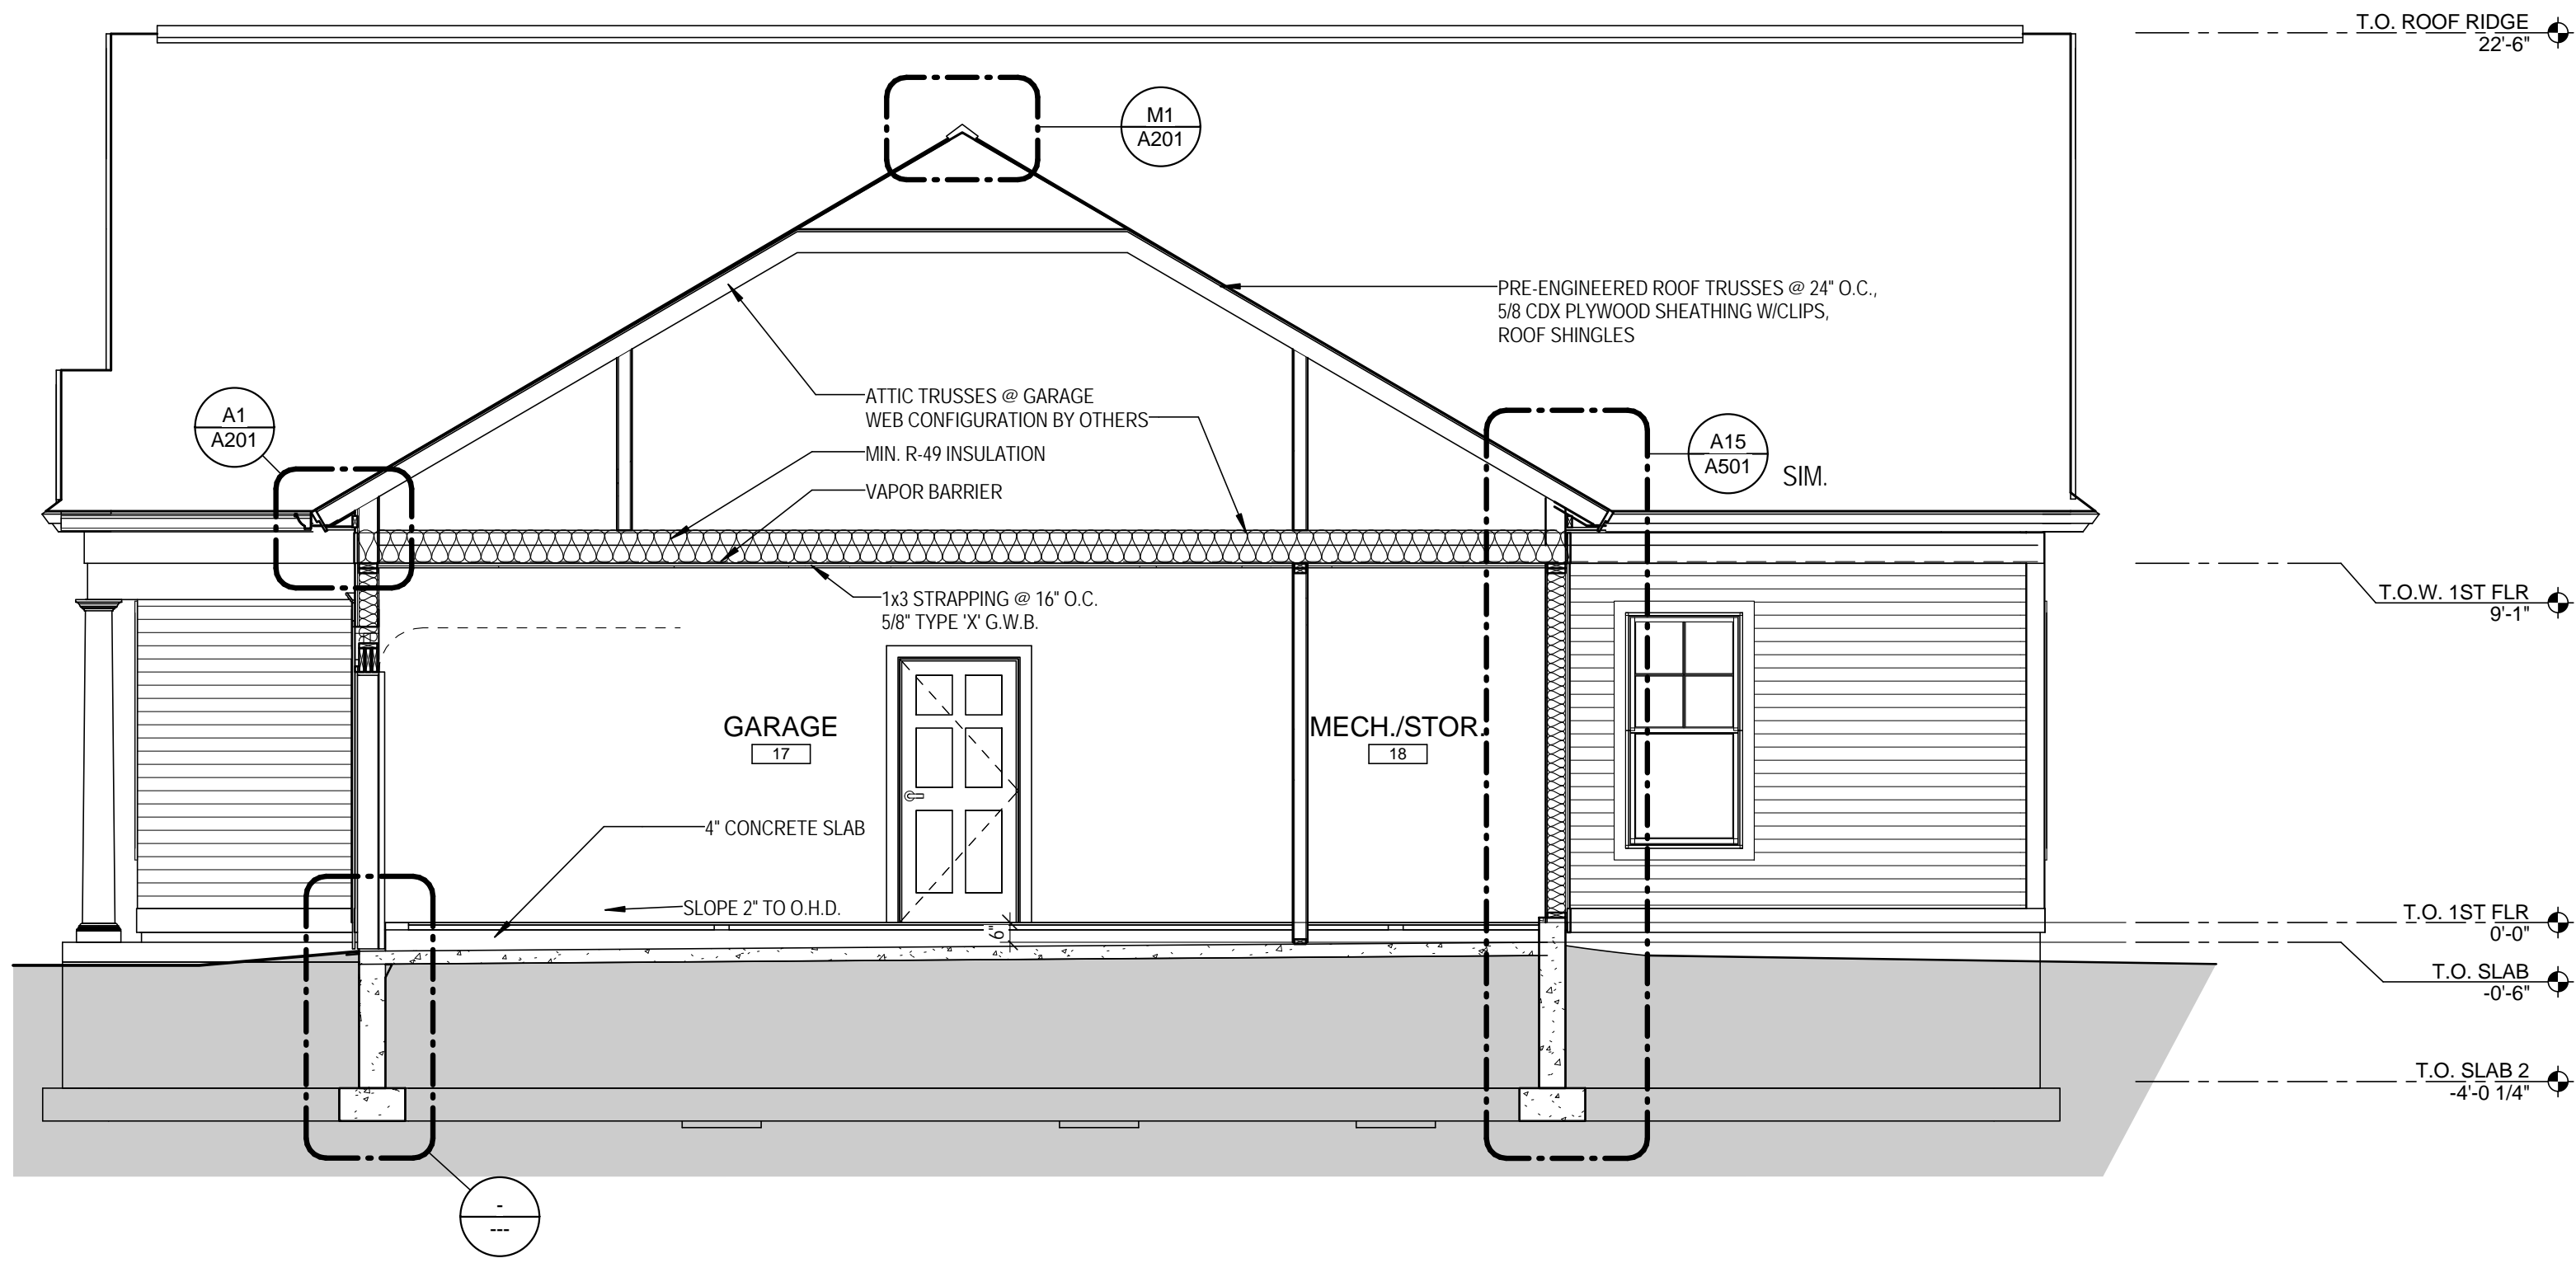 T.O. ROOF RIDGE
22'-6"
M1
A201
PRE-ENGINEERED ROOF TRUSSES @ 24" O.C.,
5/8 CDX PLYWOOD SHEATHING W/CLIPS,
ROOF SHINGLES
ATTIC TRUSSES @ GARAGE
WEB CONFIGURATION BY OTHERS
MIN. R-49 INSULATION
VAPOR BARRIER
A1
A201
A15
A501
SIM.
1x3 STRAPPING @ 16" O.C.
5/8" TYPE 'X' G.W.B.
T.O.W. 1ST FLR
9'-1"
GARAGE
17
MECH./STOR.
18
4" CONCRETE SLAB
SLOPE 2" TO O.H.D.
6"
T.O. 1ST FLR
0'-0"
T.O. SLAB
-0'-6"
T.O. SLAB 2
-4'-0 1/4"
-
---